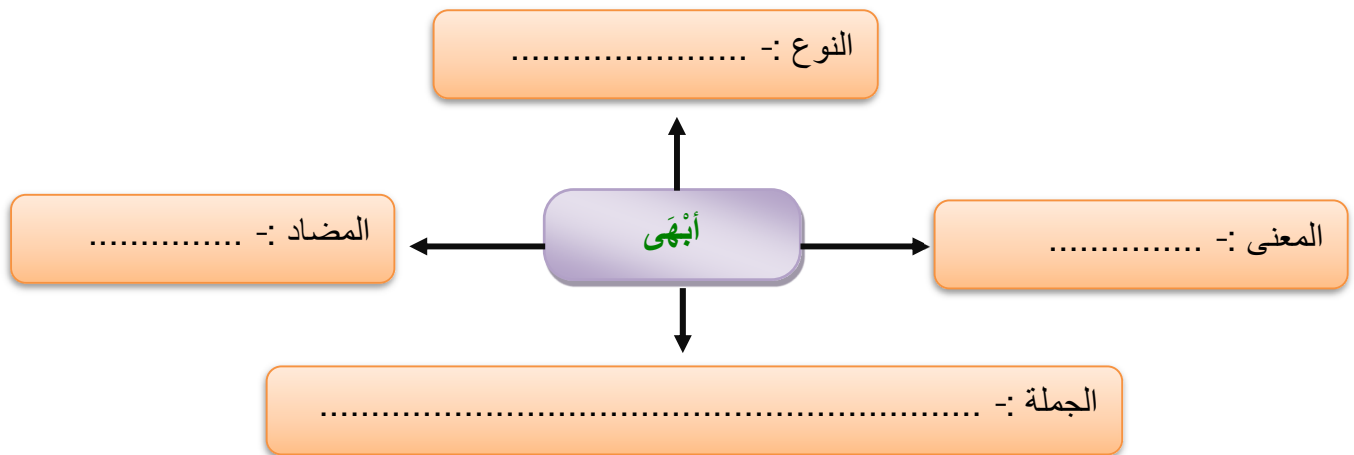 النوع :- .......................
المعنى :- ...............
أبْهَى
المضاد :- ...............
الجملة :- ................................................................